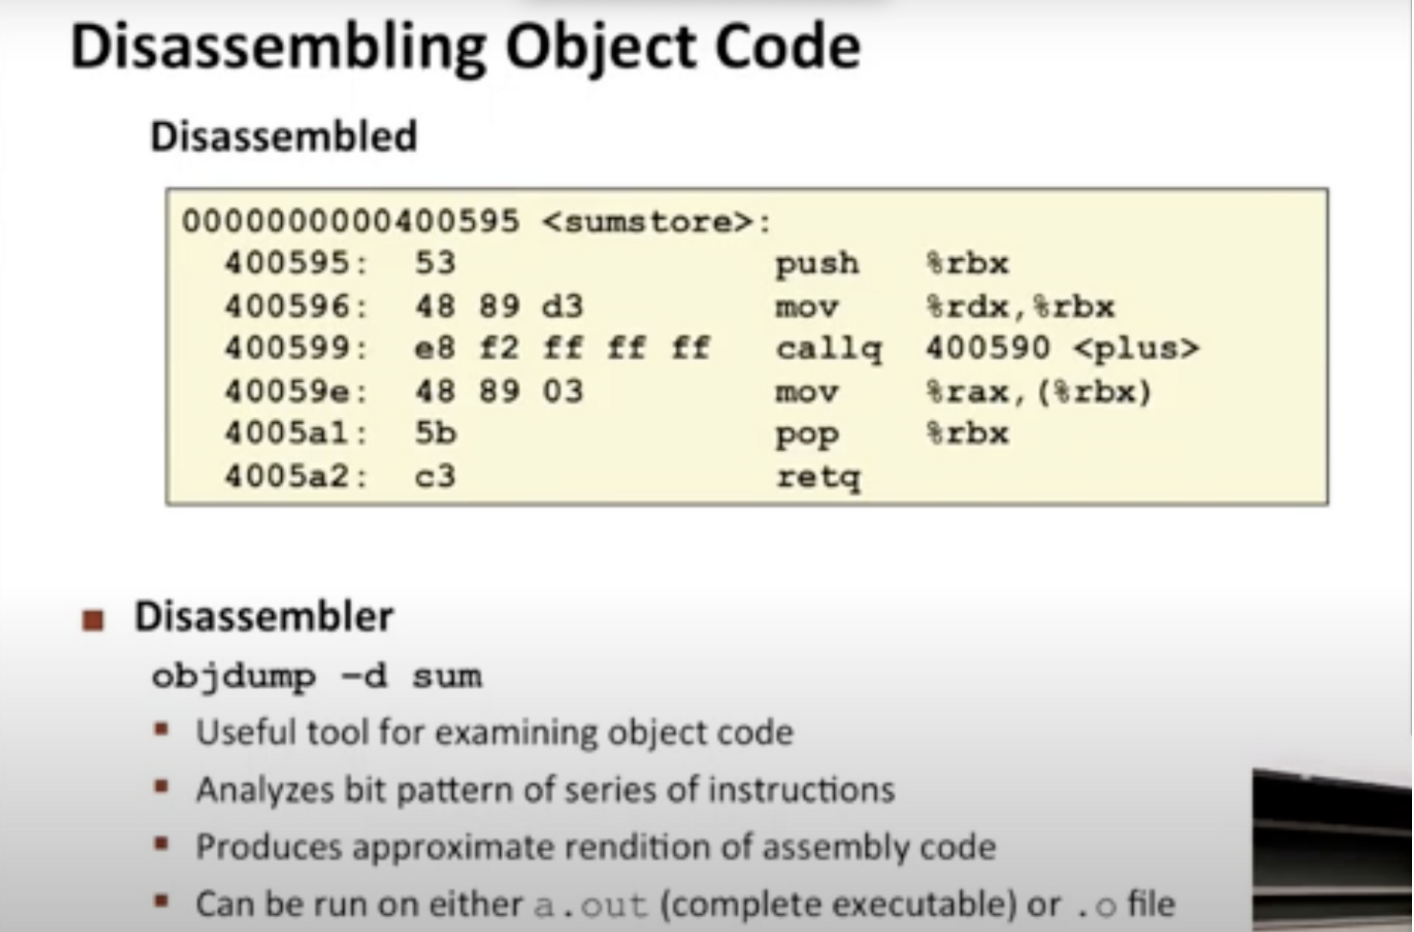 Disassembling Object Code
Disassembled
0000000000400595 <sumstore>:
400595: 53 push %rbx
400596: 48 89 d3 mov %rdx,%rbx
400599: e8 f2 ff ff ff callq 400590 <plus>
40059e: 48 89 03 mov %rax,(%rbx)
4005a1: 5b pop %rbx
4005a2: c3 retq
Disassembler
objdump -d sum
Useful tool for examining object code
Analyzes bit pattern of series of instructions
Produces approximate rendition of assembly code
Can be run on either a.out (complete executable) or .o file